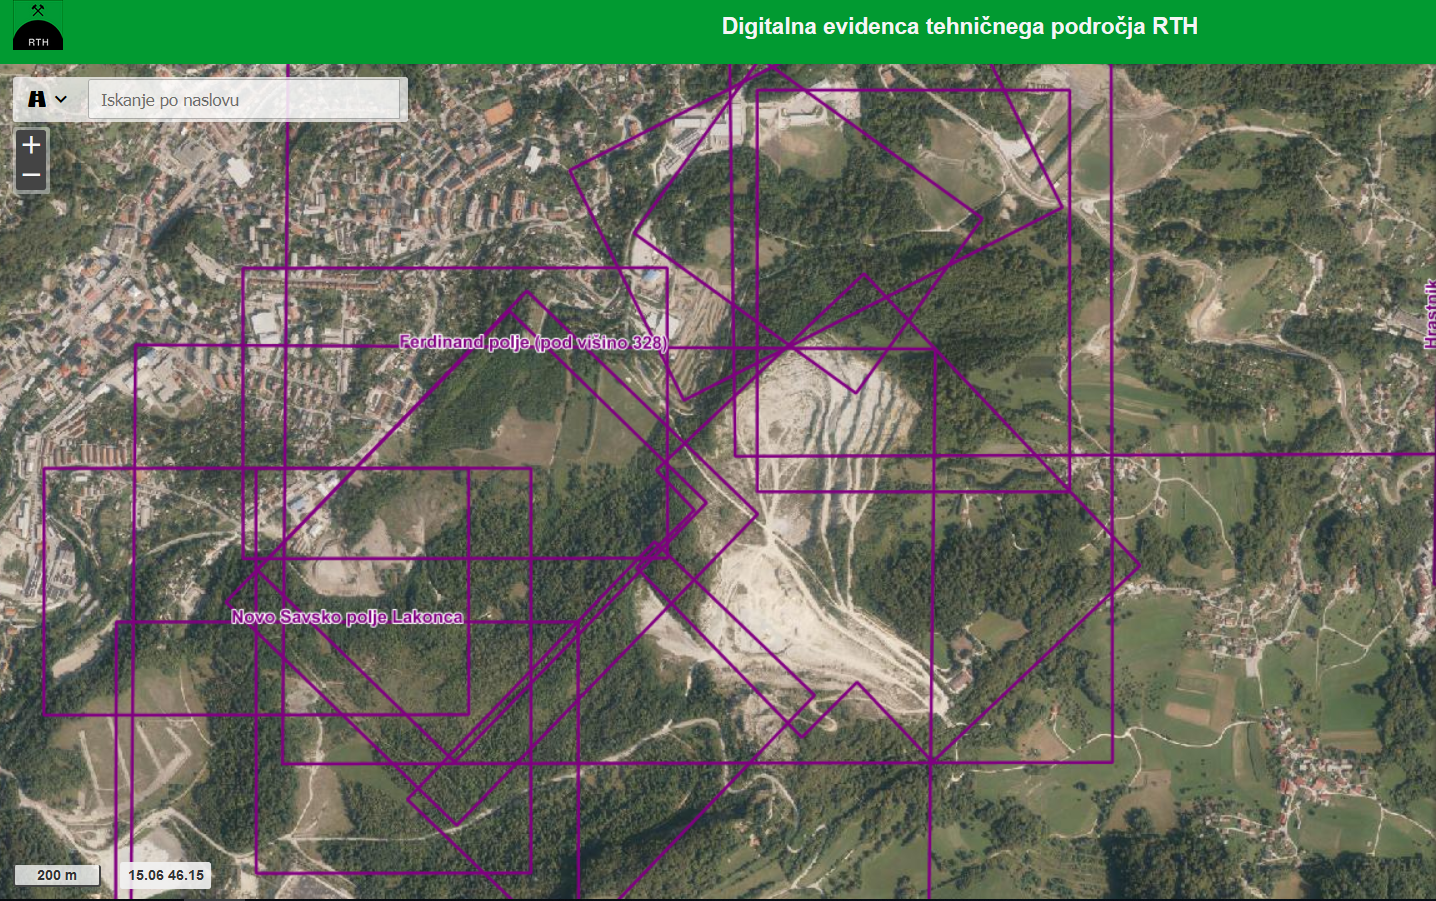 RTH
Digitalna evidenca tehničnega področja RTH
Iskanje po naslovu
+
−
Hrastnik
Ferdinand polje (pod višino 328)
Novo Savsko polje Lakonca
200 m
15.06 46.15